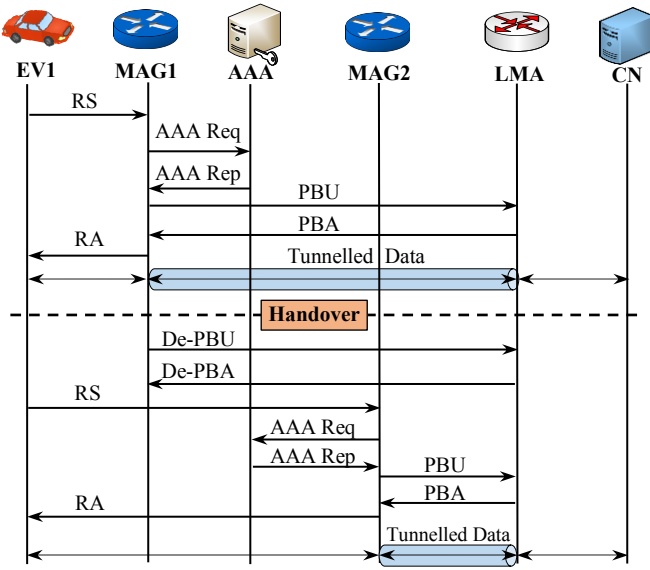 EV1 MAG1 AAA MAG2 LMA CN
RS
AAA Req
AAA Rep
PBU
PBA
RA
Tunnelled Data
Handover
De-PBU
De-PBA
RS
AAA Req
AAA Rep
PBU
PBA
RA
Tunnelled Data